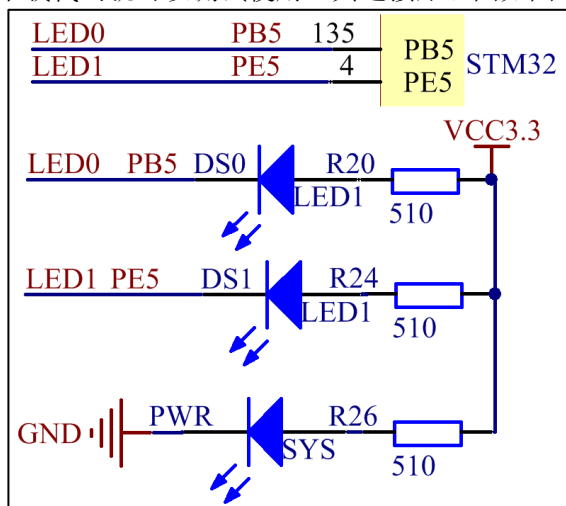 LED0 PB5 135 PB5 STM32
LED1 PE5 4 PE5
VCC3.3
LED0 PB5 DS0 R20
LED1 510
LED1 PE5 DS1 R24
LED1 510
GND PWR R26
SYS 510